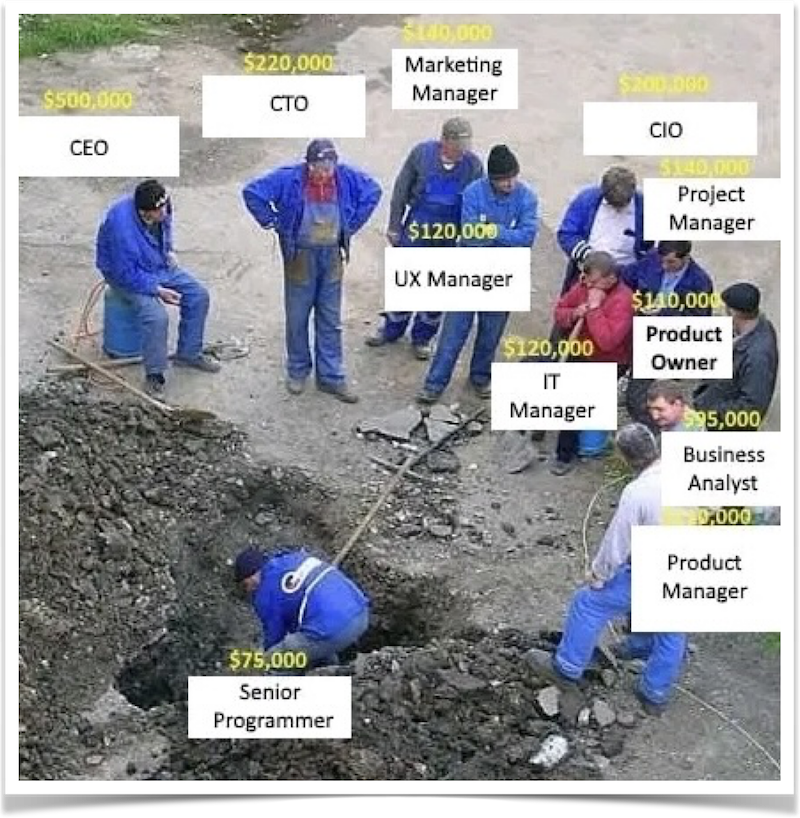 $140,000
Marketing
Manager
$220,000
CTO
$500,000
CEO
$200,000
CIO
$140,000
Project
Manager
$120,000
UX Manager
$110,000
Product
Owner
$120,000
IT
Manager
$95,000
Business
Analyst
Product
Manager
$75,000
Senior
Programmer